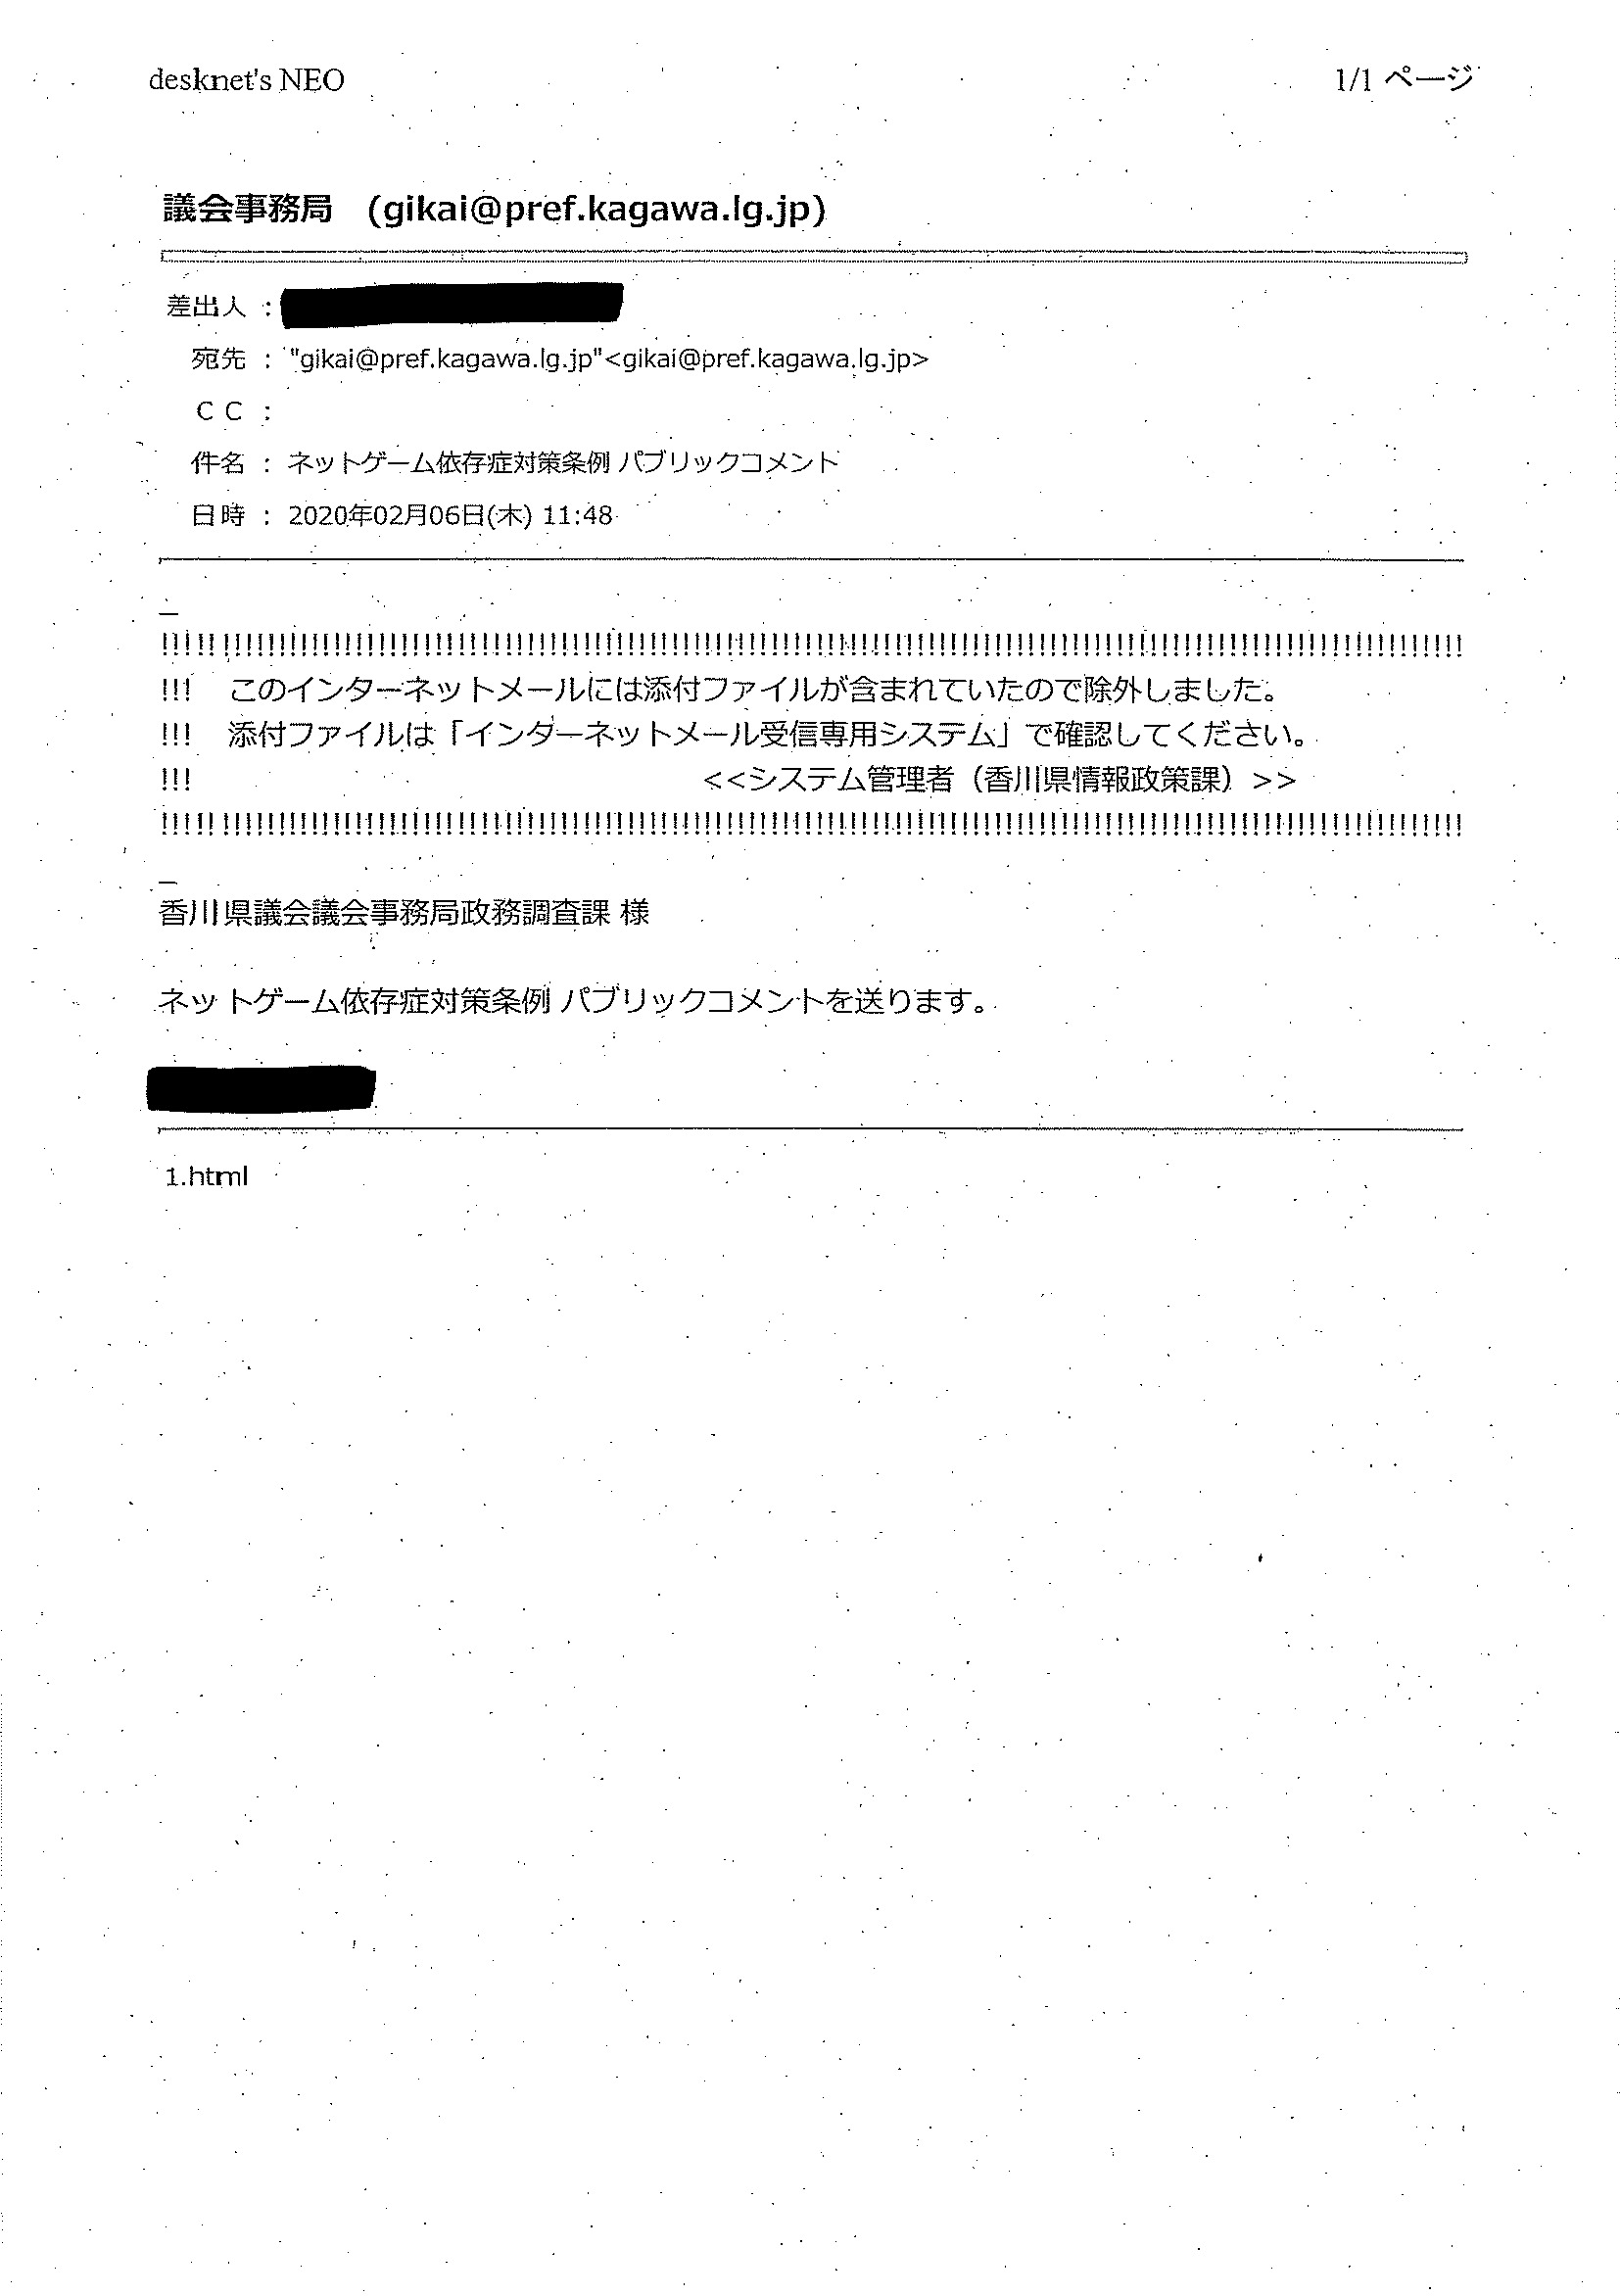 desknet's NEO
1/1 ページ
議会事務局 (gikai@pref.kagawa.lg.jp)
差出人 :
宛先 : "gikai@pref.kagawa.lg.jp"<gikai@pref.kagawa.lg.jp>
ＣＣ :
件名 : ネットゲーム依存症対策条例 パブリックコメント
日時 : 2020年02月06日(木) 11:48
!!!!!!!!!!!!!!!!!!!!!!!!!!!!!!!!!!!!!!!!!!!!!!!!!!!!!!!!!!!!!!!!!!!!!!!!!!!!!!!!!!!!!!!!!!!!!!!!!!!!!!!!!!!!!!!!!!
!!! このインターネットメールには添付ファイルが含まれていたので除外しました。
!!! 添付ファイルは「インターネットメール受信専用システム」で確認してください。
!!! <<システム管理者（香川県情報政策課）>>
!!!!!!!!!!!!!!!!!!!!!!!!!!!!!!!!!!!!!!!!!!!!!!!!!!!!!!!!!!!!!!!!!!!!!!!!!!!!!!!!!!!!!!!!!!!!!!!!!!!!!!!!!!!!!!!!!!
香川県議会議会事務局政務調査課 様
ネットゲーム依存症対策条例 パブリックコメントを送ります。
1.html